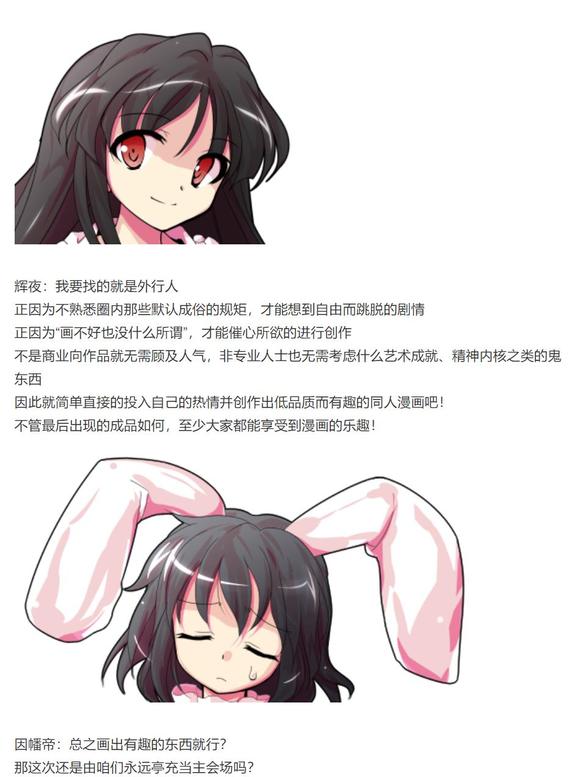 辉夜：我要找的就是外行人
正因为不熟悉圈内那些默认成俗的规矩，才能想到自由而跳脱的剧情
正因为“画不好也没什么所谓”，才能催心所欲的进行创作
不是商业向作品就无需顾及人气，非专业人士也无需考虑什么艺术成就、精神内核之类的鬼
东西
因此就简单直接的投入自己的热情并创作出低品质而有趣的同人漫画吧！
不管最后出现的成品如何，至少大家都能享受到漫画的乐趣！
因幡帝：总之画出有趣的东西就行？
那这次还是由咱们永远亭充当主会场吗？